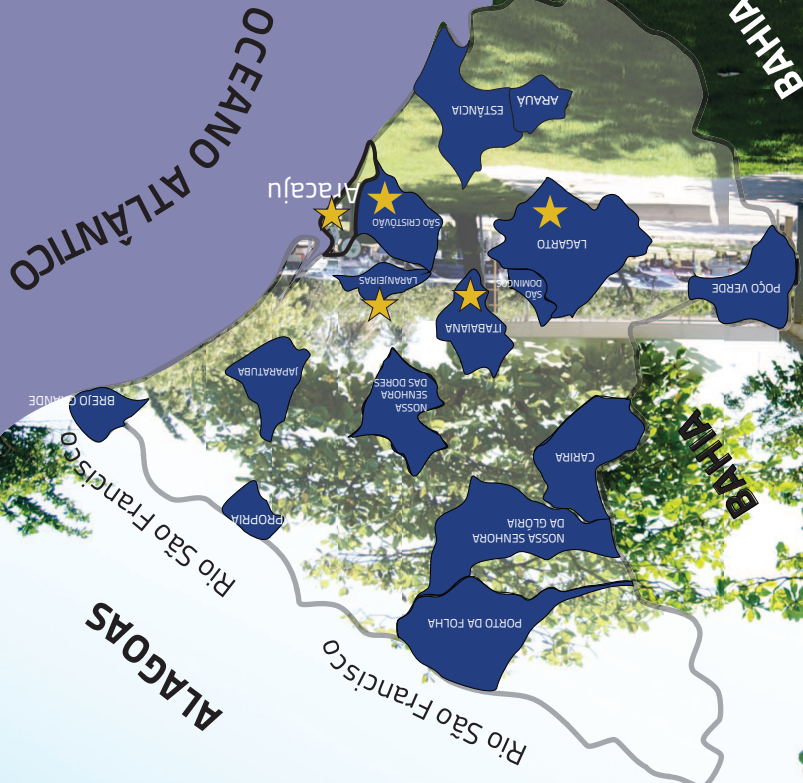 Rio São Francisco
ALAGOAS
PORTO DA FOLHA
Rio São Francisco
NOSSA SENHORA
DA GLÓRIA
PROPRIA
BAHIA
CARIRA
BREJO GRANDE
NOSSA
SENHORA
DAS DORES
JAPARATUBA
ITABAIANA
SÃO
DOMINGOS
POÇO VERDE
LARANJEIRAS
LAGARTO
SÃO CRISTÓVÃO
Aracaju
OCEANO ATLÂNTICO
ESTÂNCIA
ARAUÁ
BAHIA